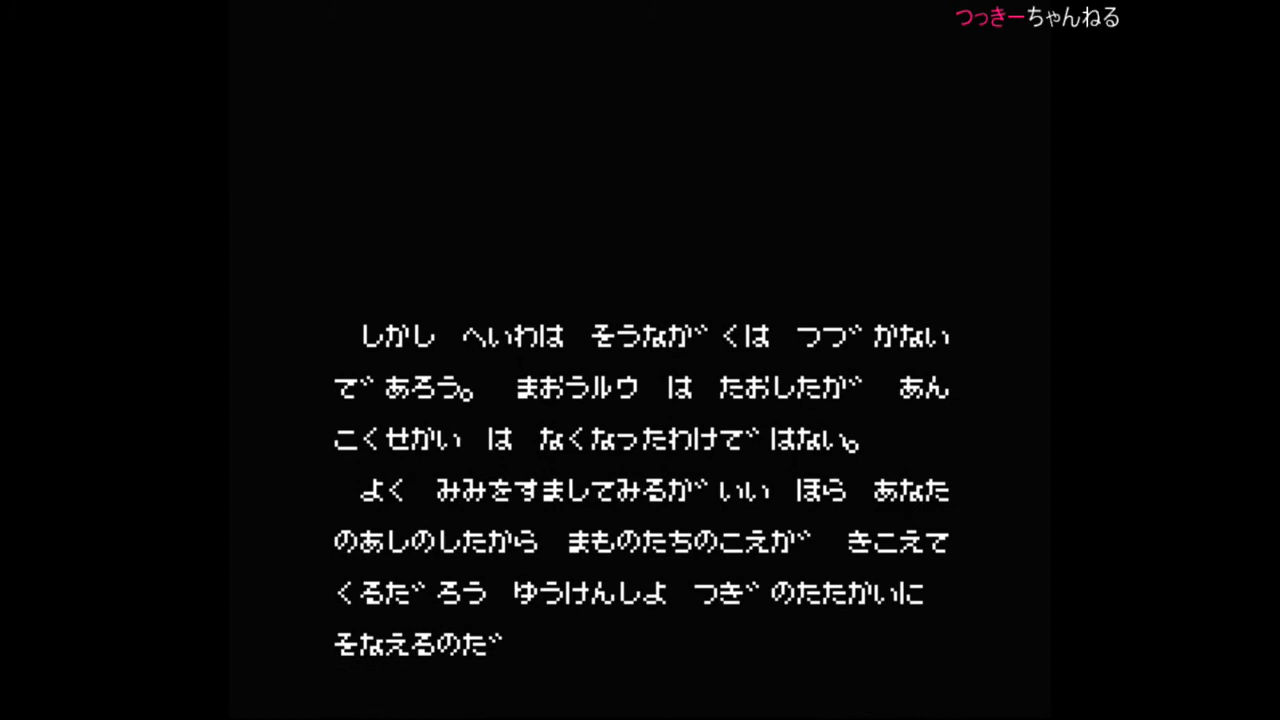 つっきーちゃんねる
しかし　へいわは　そうなが゛くは　つづ゛かない
て゛あろう。　まおうルウ　は　たおしたが゛　あん
こくせかい　は　なくなったわけて゛はない。
よく　みみをすましてみるが゛いい　ほら　あなた
のあしのしたから　まものたちのこえが゛　きこえて
くるた゛ろう　ゆうけんしよ　つき゛のたたかいに
そなえるのた゛